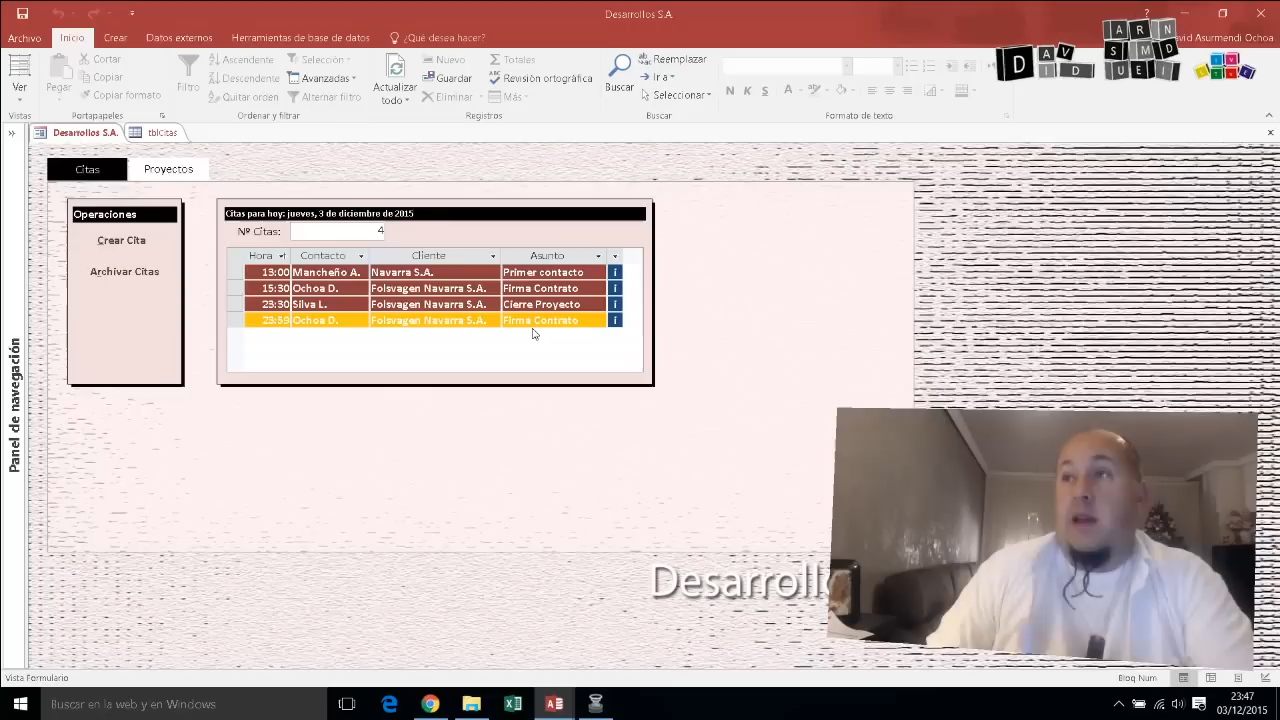 Desarrollos S.A.
Archivo Inicio Crear Datos externos Herramientas de base de datos ¿Qué desea hacer?
David Asurmendi Ochoa
Ver
Vistas
Pegar
Cortar
Copiar
Copiar formato
Portapapeles
Filtro
Ascendente
Descendente
Quitar orden
Selección
Avanzadas
Alternar filtro
Ordenar y filtrar
Actualizar todo
Nuevo
Guardar
Eliminar
Totales
Revisión ortográfica
Más
Registros
Buscar
Reemplazar
Ir a
Seleccionar
Buscar
N K S
Formato de texto
Desarrollos S.A. tblCitas
Citas Proyectos
Operaciones
Crear Cita
Archivar Citas
Citas para hoy: jueves, 3 de diciembre de 2015
Nº Citas: 4
Hora Contacto Cliente Asunto
13:00 Mancheño A. Navarra S.A. Primer contacto i
15:30 Ochoa D. Folsvagen Navarra S.A. Firma Contrato i
23:30 Silva L. Folsvagen Navarra S.A. Cierre Proyecto i
23:59 Ochoa D. Folsvagen Navarra S.A. Firma Contrato i
Panel de navegación
Desarroll
Vista Formulario
Bloq Num
Buscar en la web y en Windows
23:47
03/12/2015